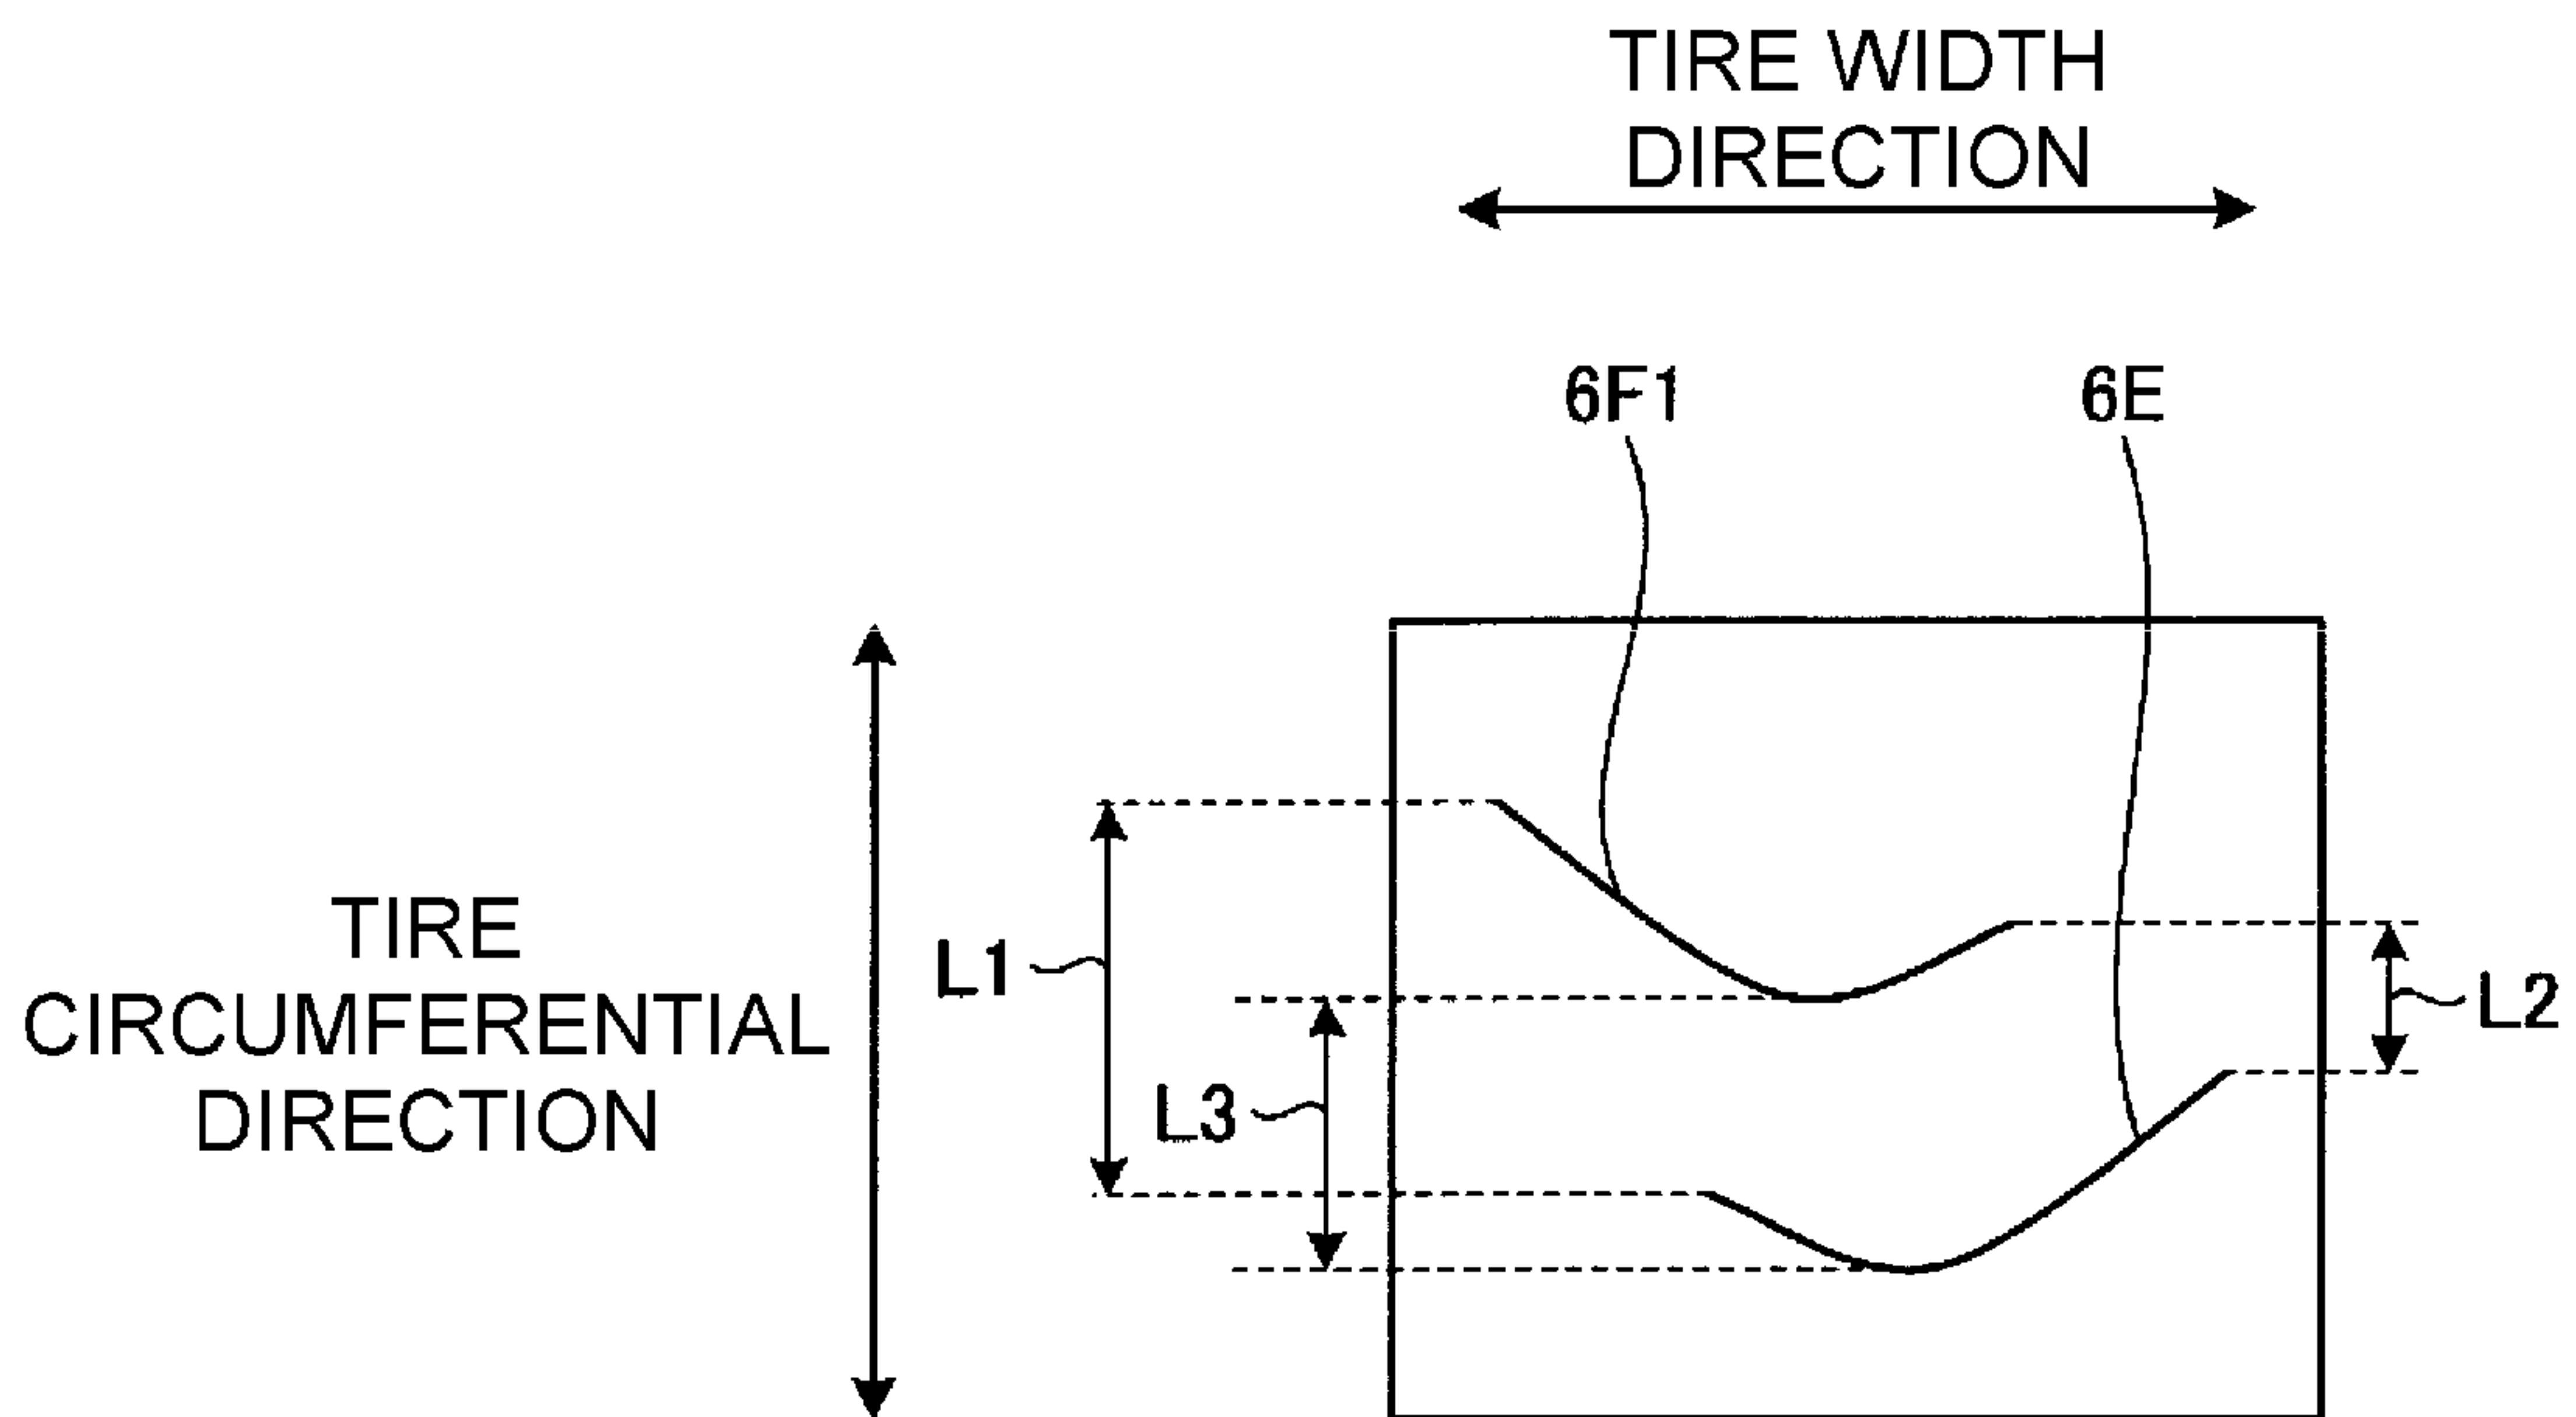 TIRE WIDTH
DIRECTION
6F1
6E
TIRE
CIRCUMFERENTIAL
DIRECTION
L1
L3
L2